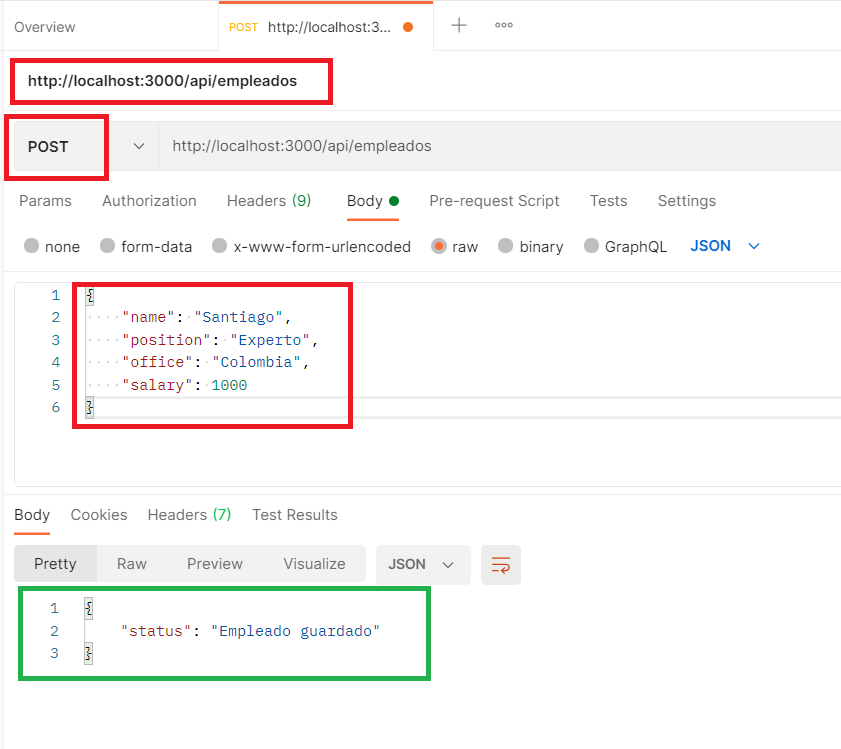 Overview POST http://localhost:3... + ooo
http://localhost:3000/api/empleados
POST http://localhost:3000/api/empleados
Params Authorization Headers (9) Body Pre-request Script Tests Settings
none form-data x-www-form-urlencoded raw binary GraphQL JSON
1 {
2 ····"name":·"Santiago",
3 ····"position":·"Experto",
4 ····"office":·"Colombia",
5 ····"salary":·1000
6 }
Body Cookies Headers (7) Test Results
Pretty Raw Preview Visualize JSON
1 {
2 "status": "Empleado guardado"
3 }